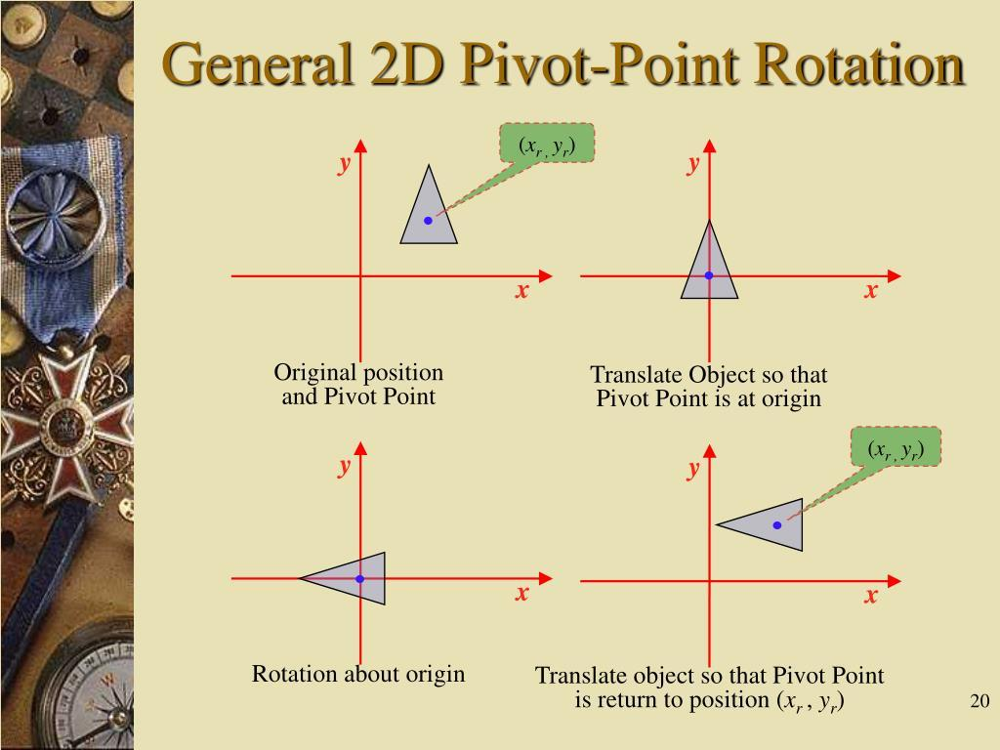 General 2D Pivot-Point Rotation
y
(xr , yr)
x
Original position
and Pivot Point
y
x
Translate Object so that
Pivot Point is at origin
y
x
Rotation about origin
y
(xr , yr)
x
Translate object so that Pivot Point
is return to position (xr , yr)
20